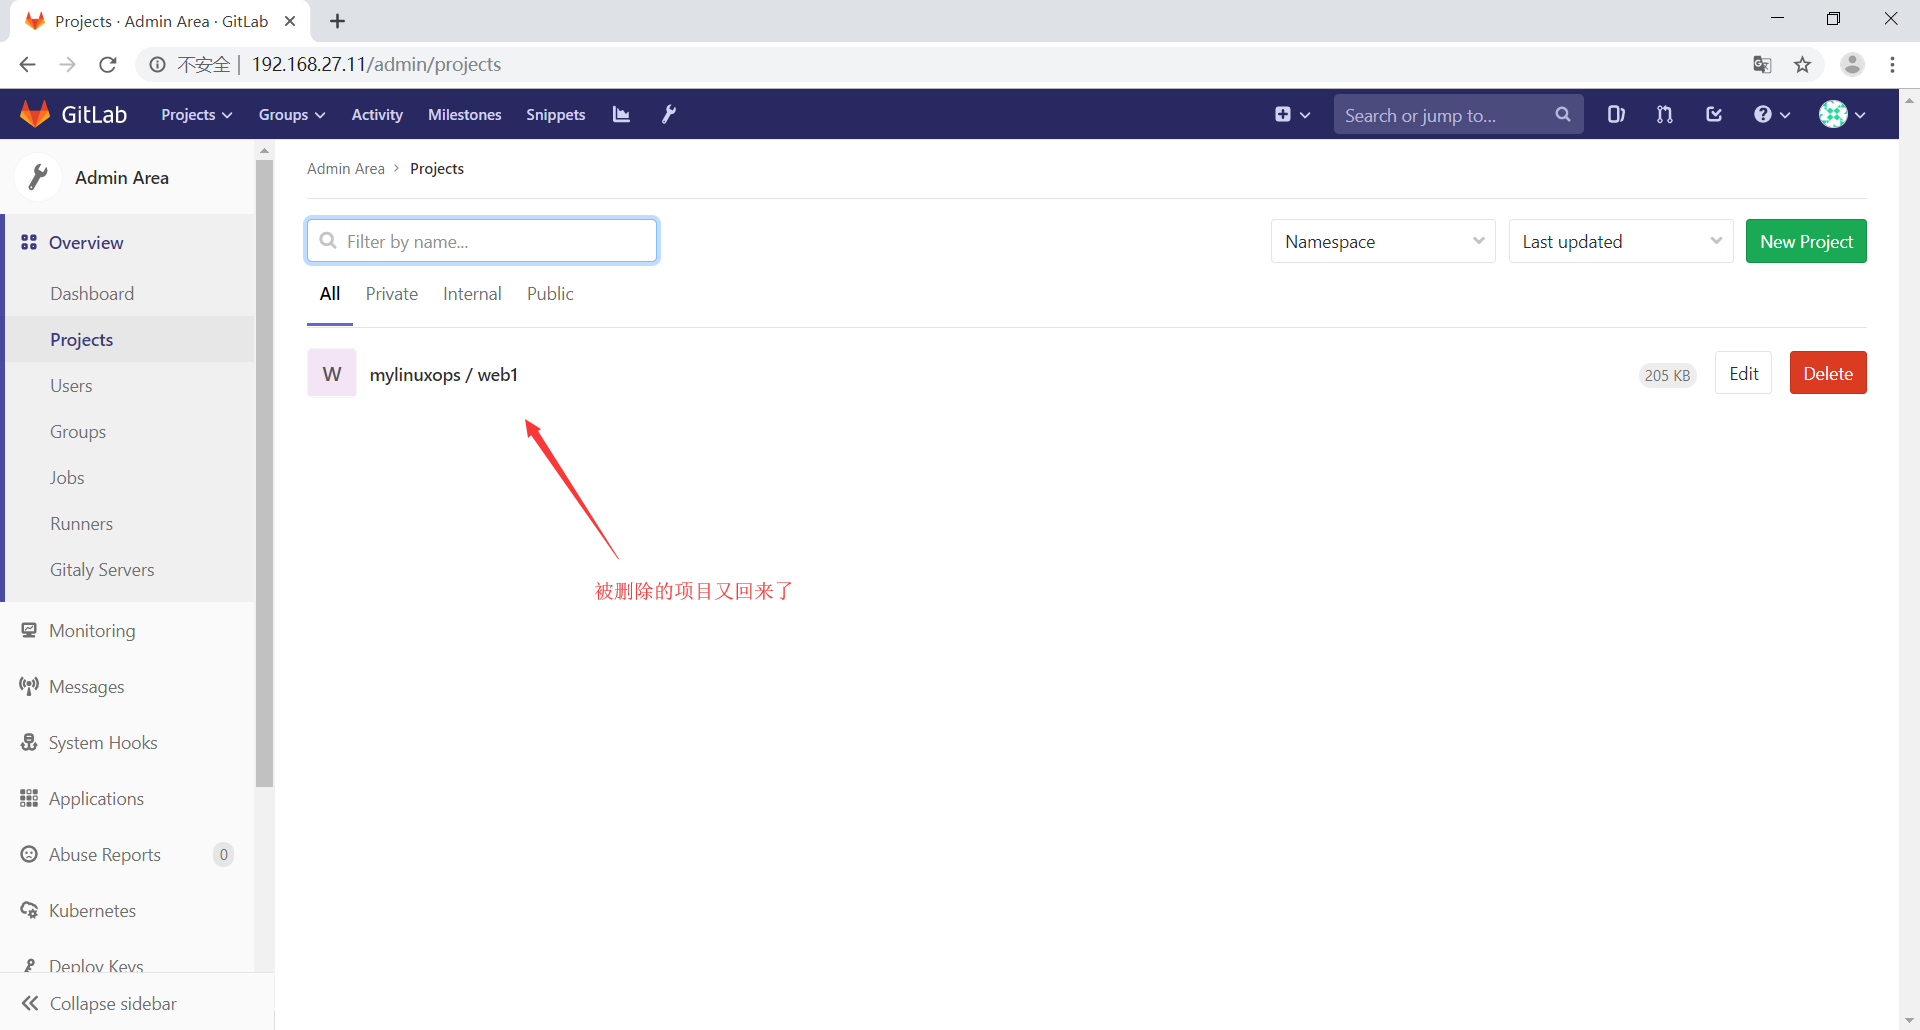 Projects · Admin Area · GitLab
不安全 | 192.168.27.11/admin/projects
GitLab Projects Groups Activity Milestones Snippets Search or jump to...
Admin Area
Overview
Dashboard
Projects
Users
Groups
Jobs
Runners
Gitaly Servers
Monitoring
Messages
System Hooks
Applications
Abuse Reports 0
Kubernetes
Deploy Keys
Collapse sidebar
Admin Area › Projects
Filter by name... Namespace Last updated New Project
All Private Internal Public
W mylinuxops / web1 205 KB Edit Delete
被删除的项目又回来了